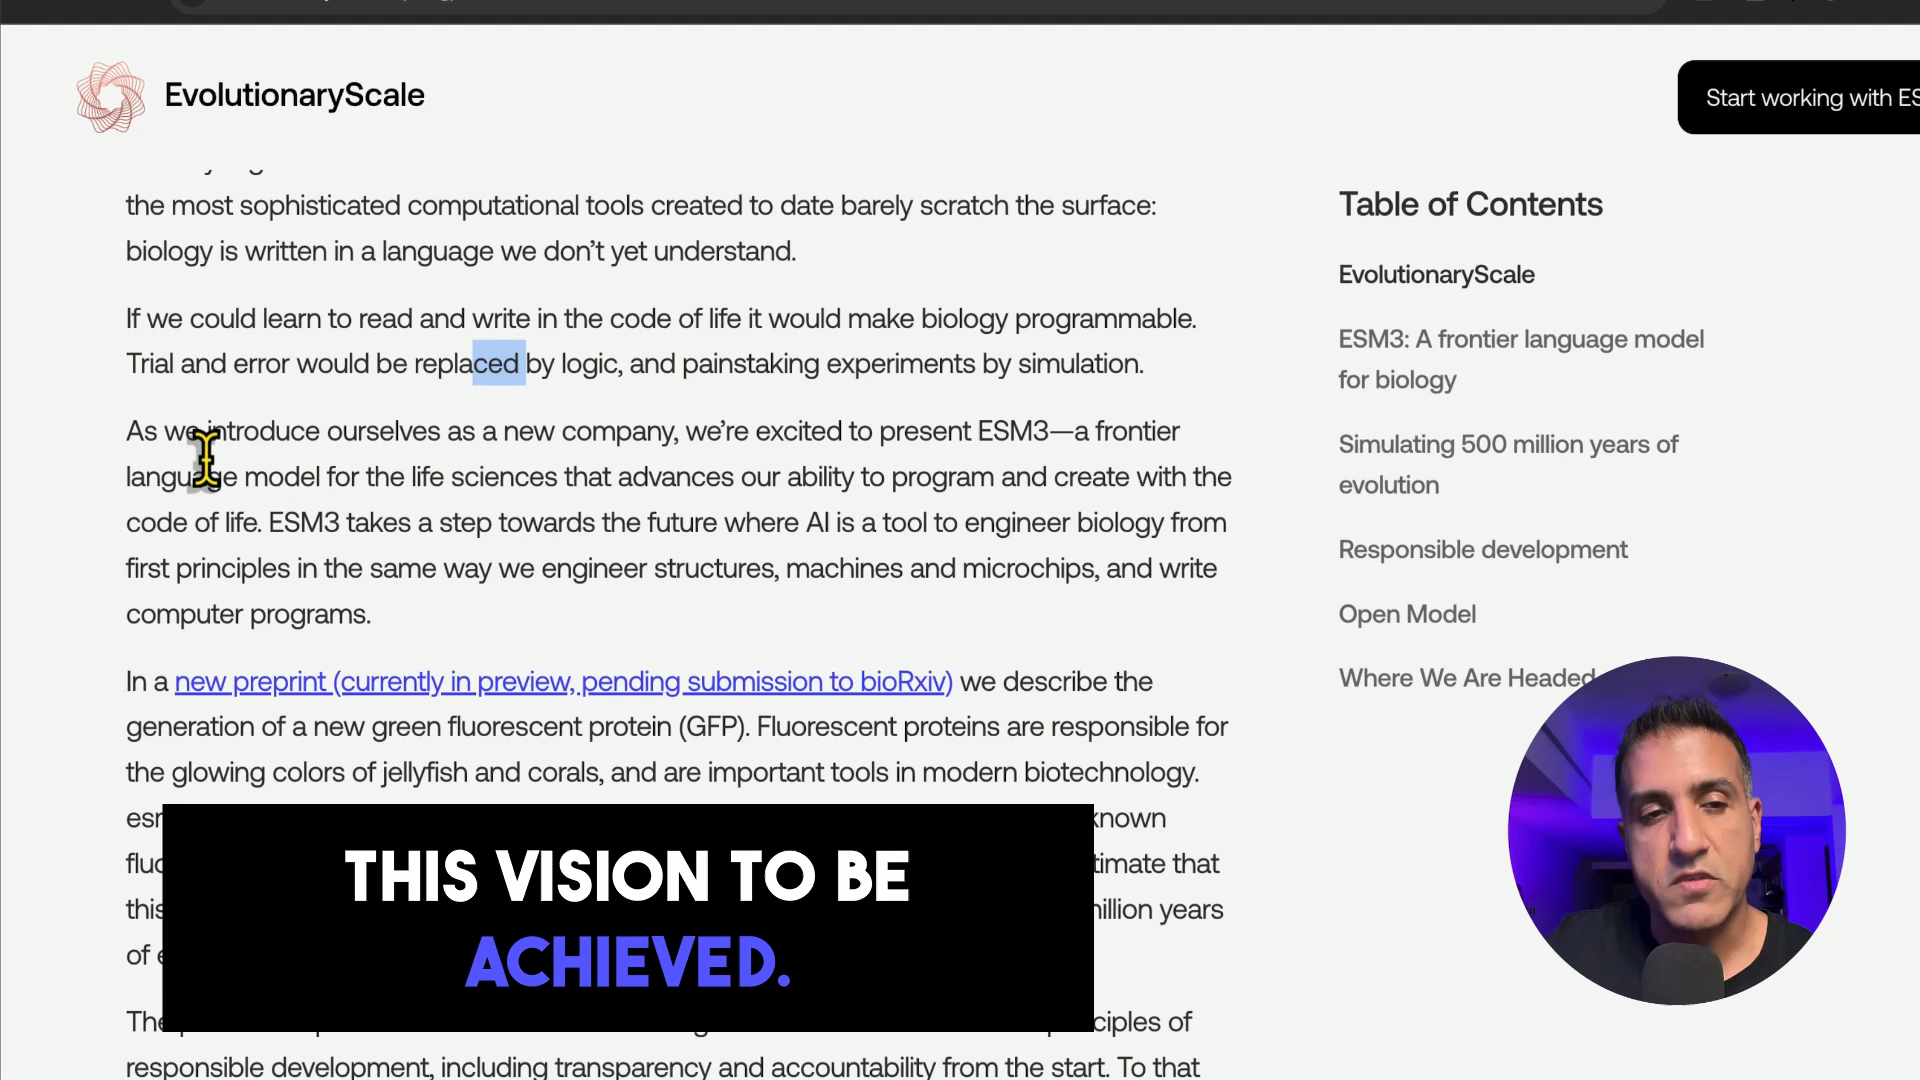 EvolutionaryScale
Start working with ES
the most sophisticated computational tools created to date barely scratch the surface:
biology is written in a language we don’t yet understand.
If we could learn to read and write in the code of life it would make biology programmable.
Trial and error would be replaced by logic, and painstaking experiments by simulation.
As we introduce ourselves as a new company, we’re excited to present ESM3—a frontier
language model for the life sciences that advances our ability to program and create with the
code of life. ESM3 takes a step towards the future where AI is a tool to engineer biology from
first principles in the same way we engineer structures, machines and microchips, and write
computer programs.
In a new preprint (currently in preview, pending submission to bioRxiv) we describe the
generation of a new green fluorescent protein (GFP). Fluorescent proteins are responsible for
the glowing colors of jellyfish and corals, and are important tools in modern biotechnology.
known
timate that
this
million years
of
ciples of
responsible development, including transparency and accountability from the start. To that
THIS VISION TO BE
ACHIEVED.
Table of Contents
EvolutionaryScale
ESM3: A frontier language model
for biology
Simulating 500 million years of
evolution
Responsible development
Open Model
Where We Are Headed